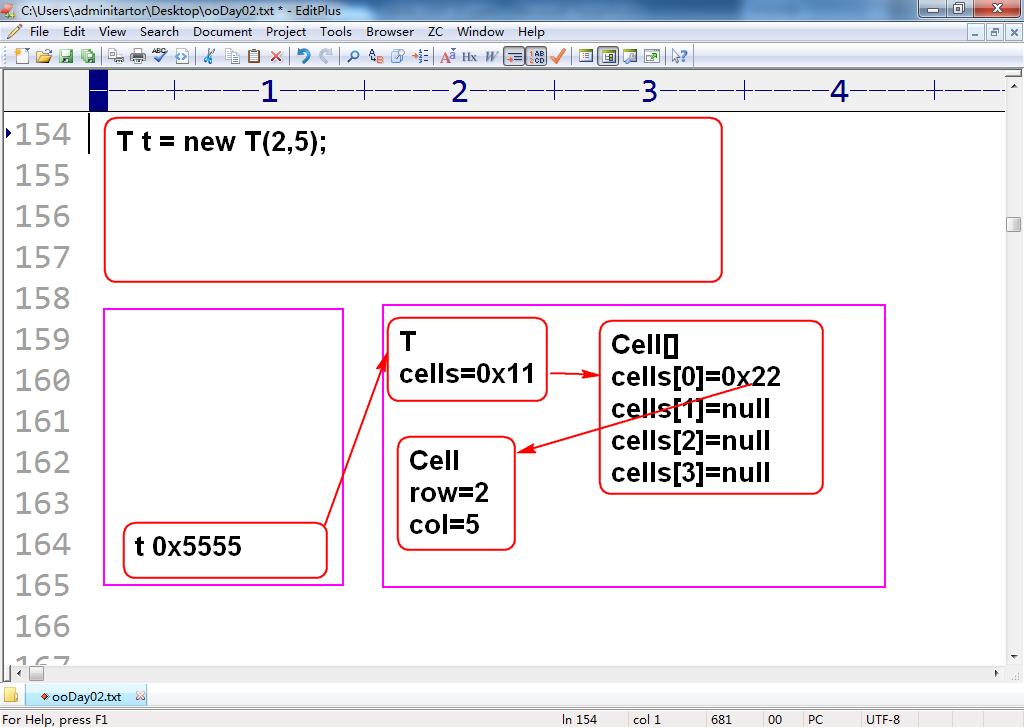 C:\Users\adminitartor\Desktop\ooDay02.txt * - EditPlus
File Edit View Search Document Project Tools Browser ZC Window Help
1 2 3 4
154
155
156
157
158
159
160
161
162
163
164
165
166
167
T t = new T(2,5);
T
cells=0x11
Cell[]
cells[0]=0x22
cells[1]=null
cells[2]=null
cells[3]=null
Cell
row=2
col=5
t 0x5555
ooDay02.txt
For Help, press F1 ln 154 col 1 681 00 PC UTF-8